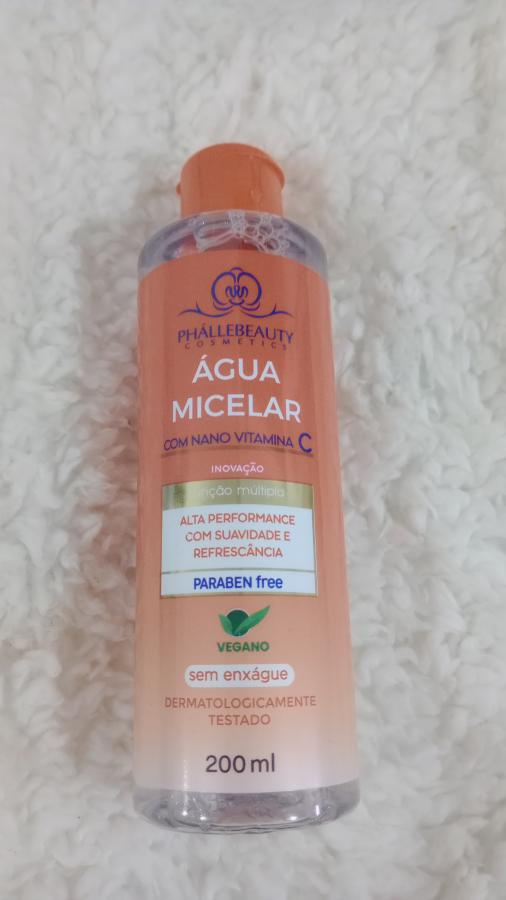 PHÁLLEBEAUTY
COSMETICS
ÁGUA
MICELAR
COM NANO VITAMINA C
INOVAÇÃO
múltipla
ALTA PERFORMANCE
COM SUAVIDADE E
REFRESCÂNCIA
PARABEN free
VEGANO
sem enxágue
DERMATOLOGICAMENTE
TESTADO
200 ml